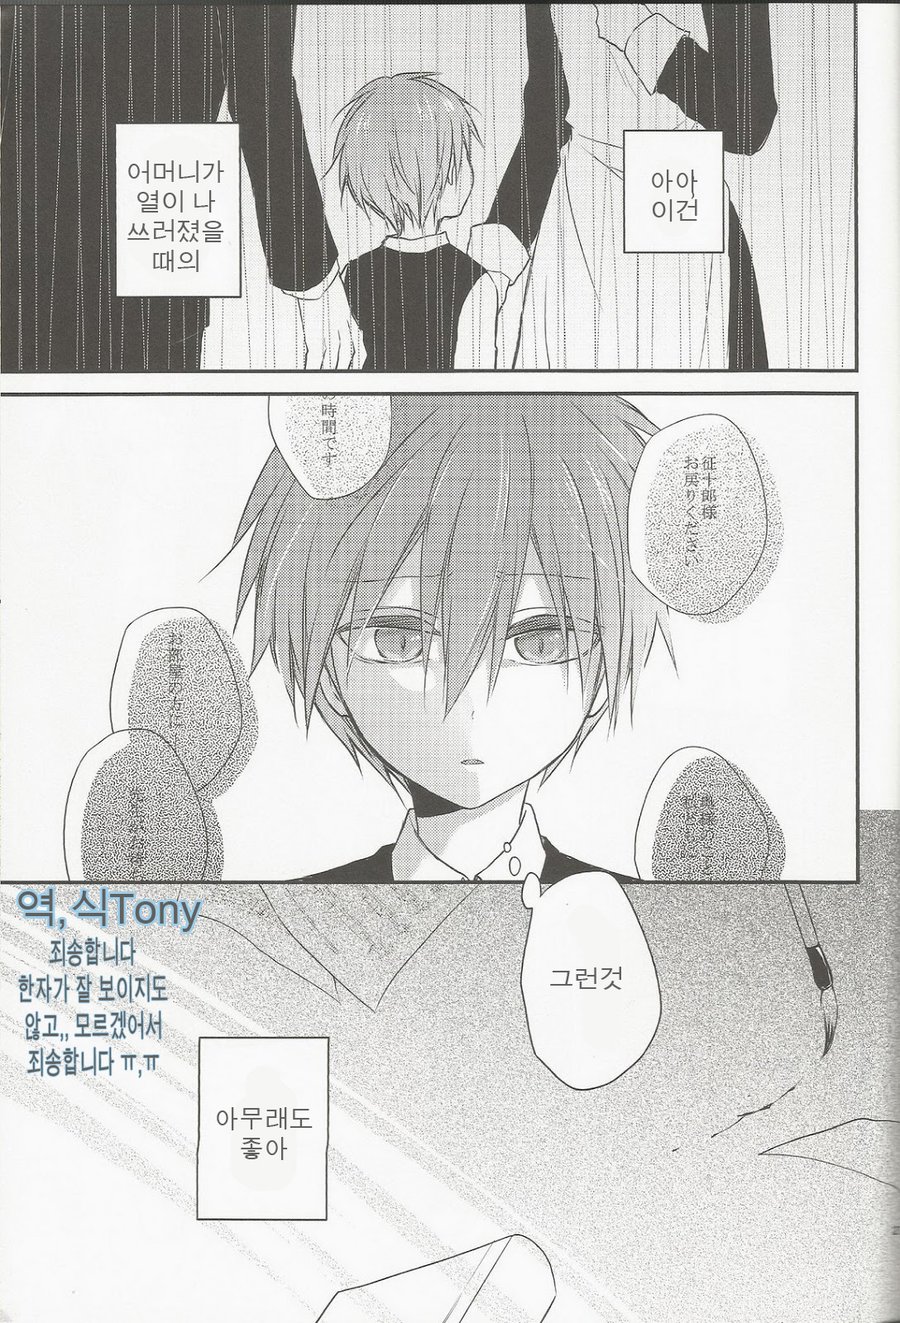 아아
이건
어머니가
열이 나
쓰러졌을
때의
征十郎様
お戻りください
の時間です
お部屋の方に
그런것
역,식Tony
죄송합니다
한자가 잘 보이지도
않고,, 모르겠어서
죄송합니다 ㅠ,ㅠ
아무래도
좋아